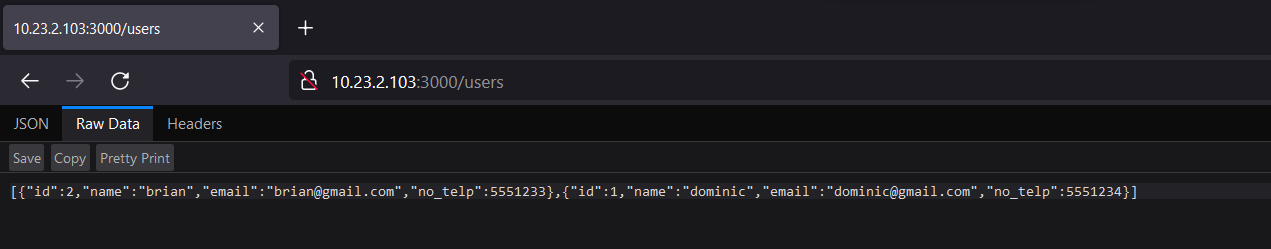 10.23.2.103:3000/users
10.23.2.103:3000/users
JSON Raw Data Headers
Save Copy Pretty Print
[{"id":2,"name":"brian","email":"brian@gmail.com","no_telp":5551233},{"id":1,"name":"dominic","email":"dominic@gmail.com","no_telp":5551234}]